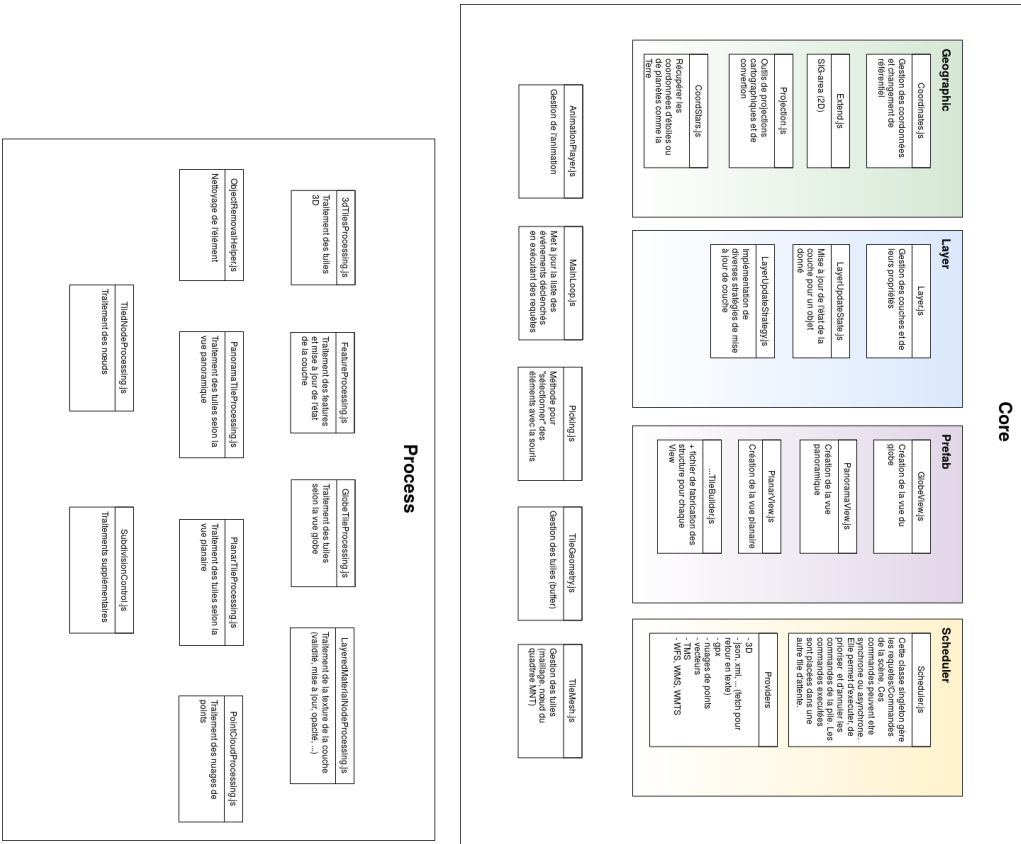 Core
Geographic
Coordinates.js
Gestion des coordonnées
et changement de
référentiel
Extend.js
SIG-area (2D)
Projection.js
Outils de projections
cartographiques et de
convertion
CoordStars.js
Récupérer les
coordonnées d'étoiles ou
de planètes comme la
Terre
Layer
Layer.js
Gestion des couches et de
leurs propriétés
LayerUpdateState.js
Mise à jour de l'état de la
couche pour un objet
donné
LayerUpdateStrategy.js
Implémentation de
diverses stratégies de mise
à jour de couche
Prefab
GlobeView.js
Création de la vue du
globe
PanoramaView.js
Création de la vue
panoramique
PlanarView.js
Création de la vue planaire
...TileBuilder.js
+ fichier de fabrication des
structure pour chaque
View
Scheduler
Scheduler.js
Cette classe singleton gère
les requetes/Commandes
de la scène. Ces
commandes peuvent etre
synchrone ou asynchrone.
Elle permet d'executer, de
prioriser et d'annuler les
commandes de la pile. Les
commandes executées
sont placées dans une
autre file d'attente.
Providers
- 3D
- json, xml, ... (fetch pour
retour en texte)
- gpx
- nuages de points
- vecteurs
- TMS
- WFS, WMS, WMTS
AnimationPlayer.js
Gestion de l'animation
MainLoop.js
Met à jour la liste des
événements déclenchés
en exécutant des requêtes
Picking.js
Méthode pour
"sélectionner" des
éléments avec la souris
TileGeometry.js
Gestion des tuiles (buffer)
TileMesh.js
Gestion des tuiles
(maillage, nœud du
quadtree MNT)
Process
3dTilesProcessing.js
Traitement des tuiles
3D
FeatureProcessing.js
Traitement des features
et mise à jour de l'état
de la couche
GlobeTileProcessing.js
Traitement des tuiles
selon la vue globe
LayeredMaterialNodeProcessing.js
Traitement de la texture de la couche
(validité, mise à jour, opacité, ...)
ObjectRemovalHelper.js
Nettoyage de l'élément
PanoramaTileProcessing.js
Traitement des tuiles selon la
vue panoramique
PlanarTileProcessing.js
Traitement des tuiles selon la
vue planaire
PointCloudProcessing.js
Traitement des nuages de
points
TiledNodeProcessing.js
Traitement des nœuds
SubdivisionControl.js
Traitements supplémentaires